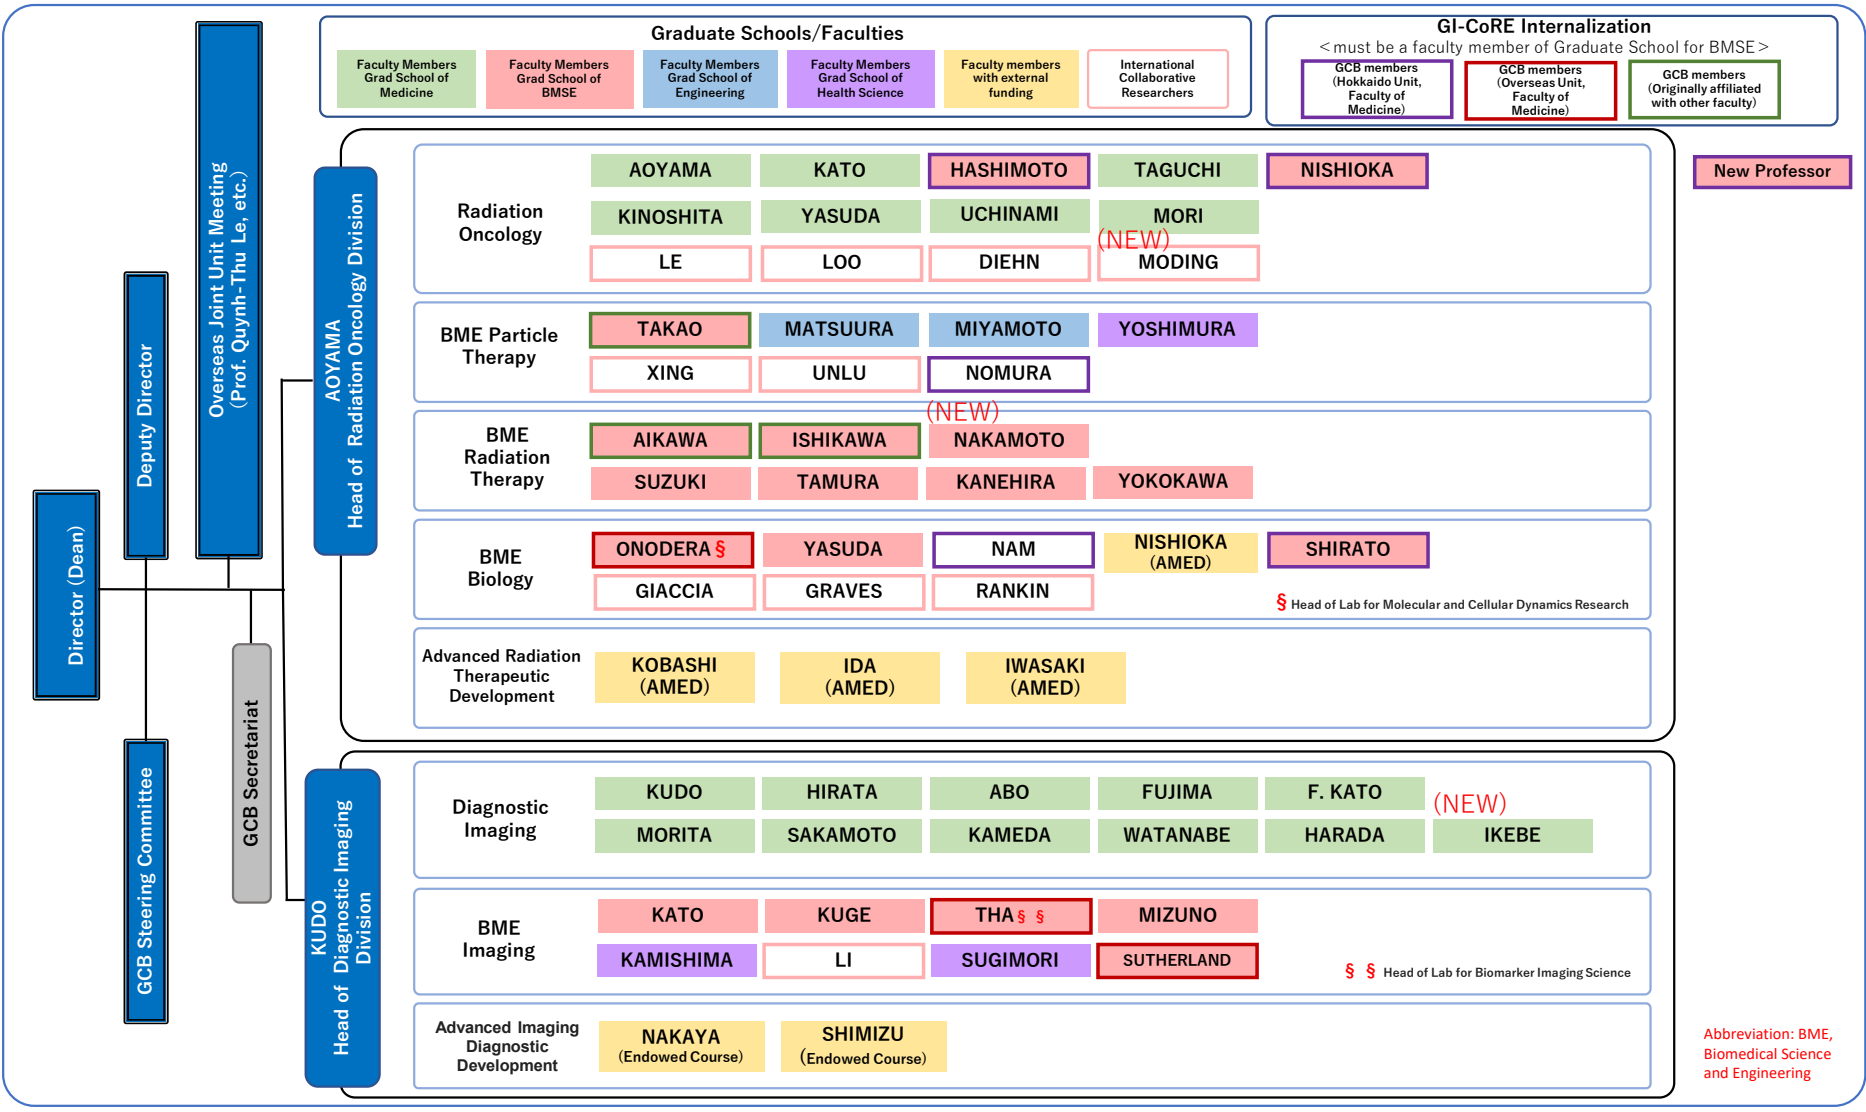 Graduate Schools/Faculties
Faculty Members
Grad School of
Medicine
Faculty Members
Grad School of
BMSE
Faculty Members
Grad School of
Engineering
Faculty Members
Grad School of
Health Science
Faculty members
with external
funding
International
Collaborative
Researchers
GI-CoRE Internalization
<must be a faculty member of Graduate School for BMSE>
GCB members
(Hokkaido Unit,
Faculty of
Medicine)
GCB members
(Overseas Unit,
Faculty of
Medicine)
GCB members
(Originally affiliated
with other faculty)
New Professor
Director (Dean)
Deputy Director
GCB Steering Committee
Overseas Joint Unit Meeting
(Prof. Quynh-Thu Le, etc.)
GCB Secretariat
AOYAMA
Head of Radiation Oncology Division
Radiation
Oncology
AOYAMA
KATO
HASHIMOTO
TAGUCHI
NISHIOKA
KINOSHITA
YASUDA
UCHINAMI
MORI
(NEW)
LE
LOO
DIEHN
MODING
BME Particle
Therapy
TAKAO
MATSUURA
MIYAMOTO
YOSHIMURA
XING
UNLU
NOMURA
(NEW)
BME
Radiation
Therapy
AIKAWA
ISHIKAWA
NAKAMOTO
SUZUKI
TAMURA
KANEHIRA
YOKOKAWA
BME
Biology
ONODERA §
YASUDA
NAM
NISHIOKA
(AMED)
SHIRATO
GIACCIA
GRAVES
RANKIN
§ Head of Lab for Molecular and Cellular Dynamics Research
Advanced Radiation
Therapeutic
Development
KOBASHI
(AMED)
IDA
(AMED)
IWASAKI
(AMED)
KUDO
Head of Diagnostic Imaging
Division
Diagnostic
Imaging
KUDO
HIRATA
ABO
FUJIMA
F. KATO
(NEW)
MORITA
SAKAMOTO
KAMEDA
WATANABE
HARADA
IKEBE
BME
Imaging
KATO
KUGE
THA § §
MIZUNO
KAMISHIMA
LI
SUGIMORI
SUTHERLAND
§ § Head of Lab for Biomarker Imaging Science
Advanced Imaging
Diagnostic
Development
NAKAYA
(Endowed Course)
SHIMIZU
(Endowed Course)
Abbreviation: BME,
Biomedical Science
and Engineering